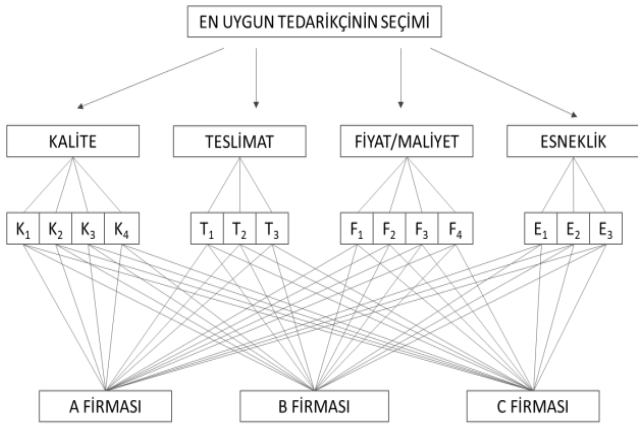 EN UYGUN TEDARİKÇİNİN SEÇİMİ
KALİTE TESLİMAT FİYAT/MALİYET ESNEKLİK
K₁ K₂ K₃ K₄ T₁ T₂ T₃ F₁ F₂ F₃ F₄ E₁ E₂ E₃
A FİRMASI B FİRMASI C FİRMASI